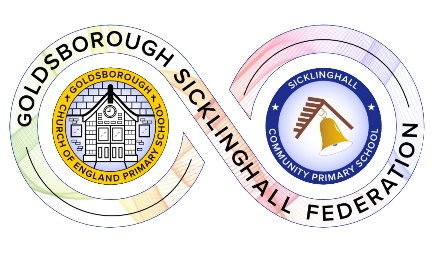 GOLDSBOROUGH SICKLINGHALL FEDERATION
GOLDSBOROUGH
CHURCH OF ENGLAND PRIMARY SCHOOL
SICKLINGHALL
COMMUNITY PRIMARY SCHOOL